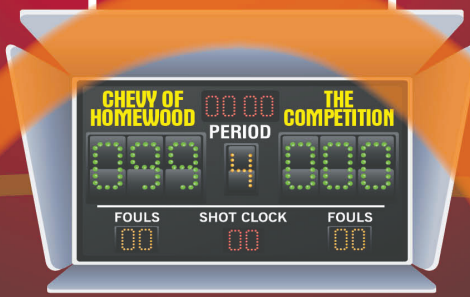 CHEVY OF HOMEWOOD
00 00
THE COMPETITION
PERIOD
099
4
000
FOULS
SHOT CLOCK
FOULS
00
00
00